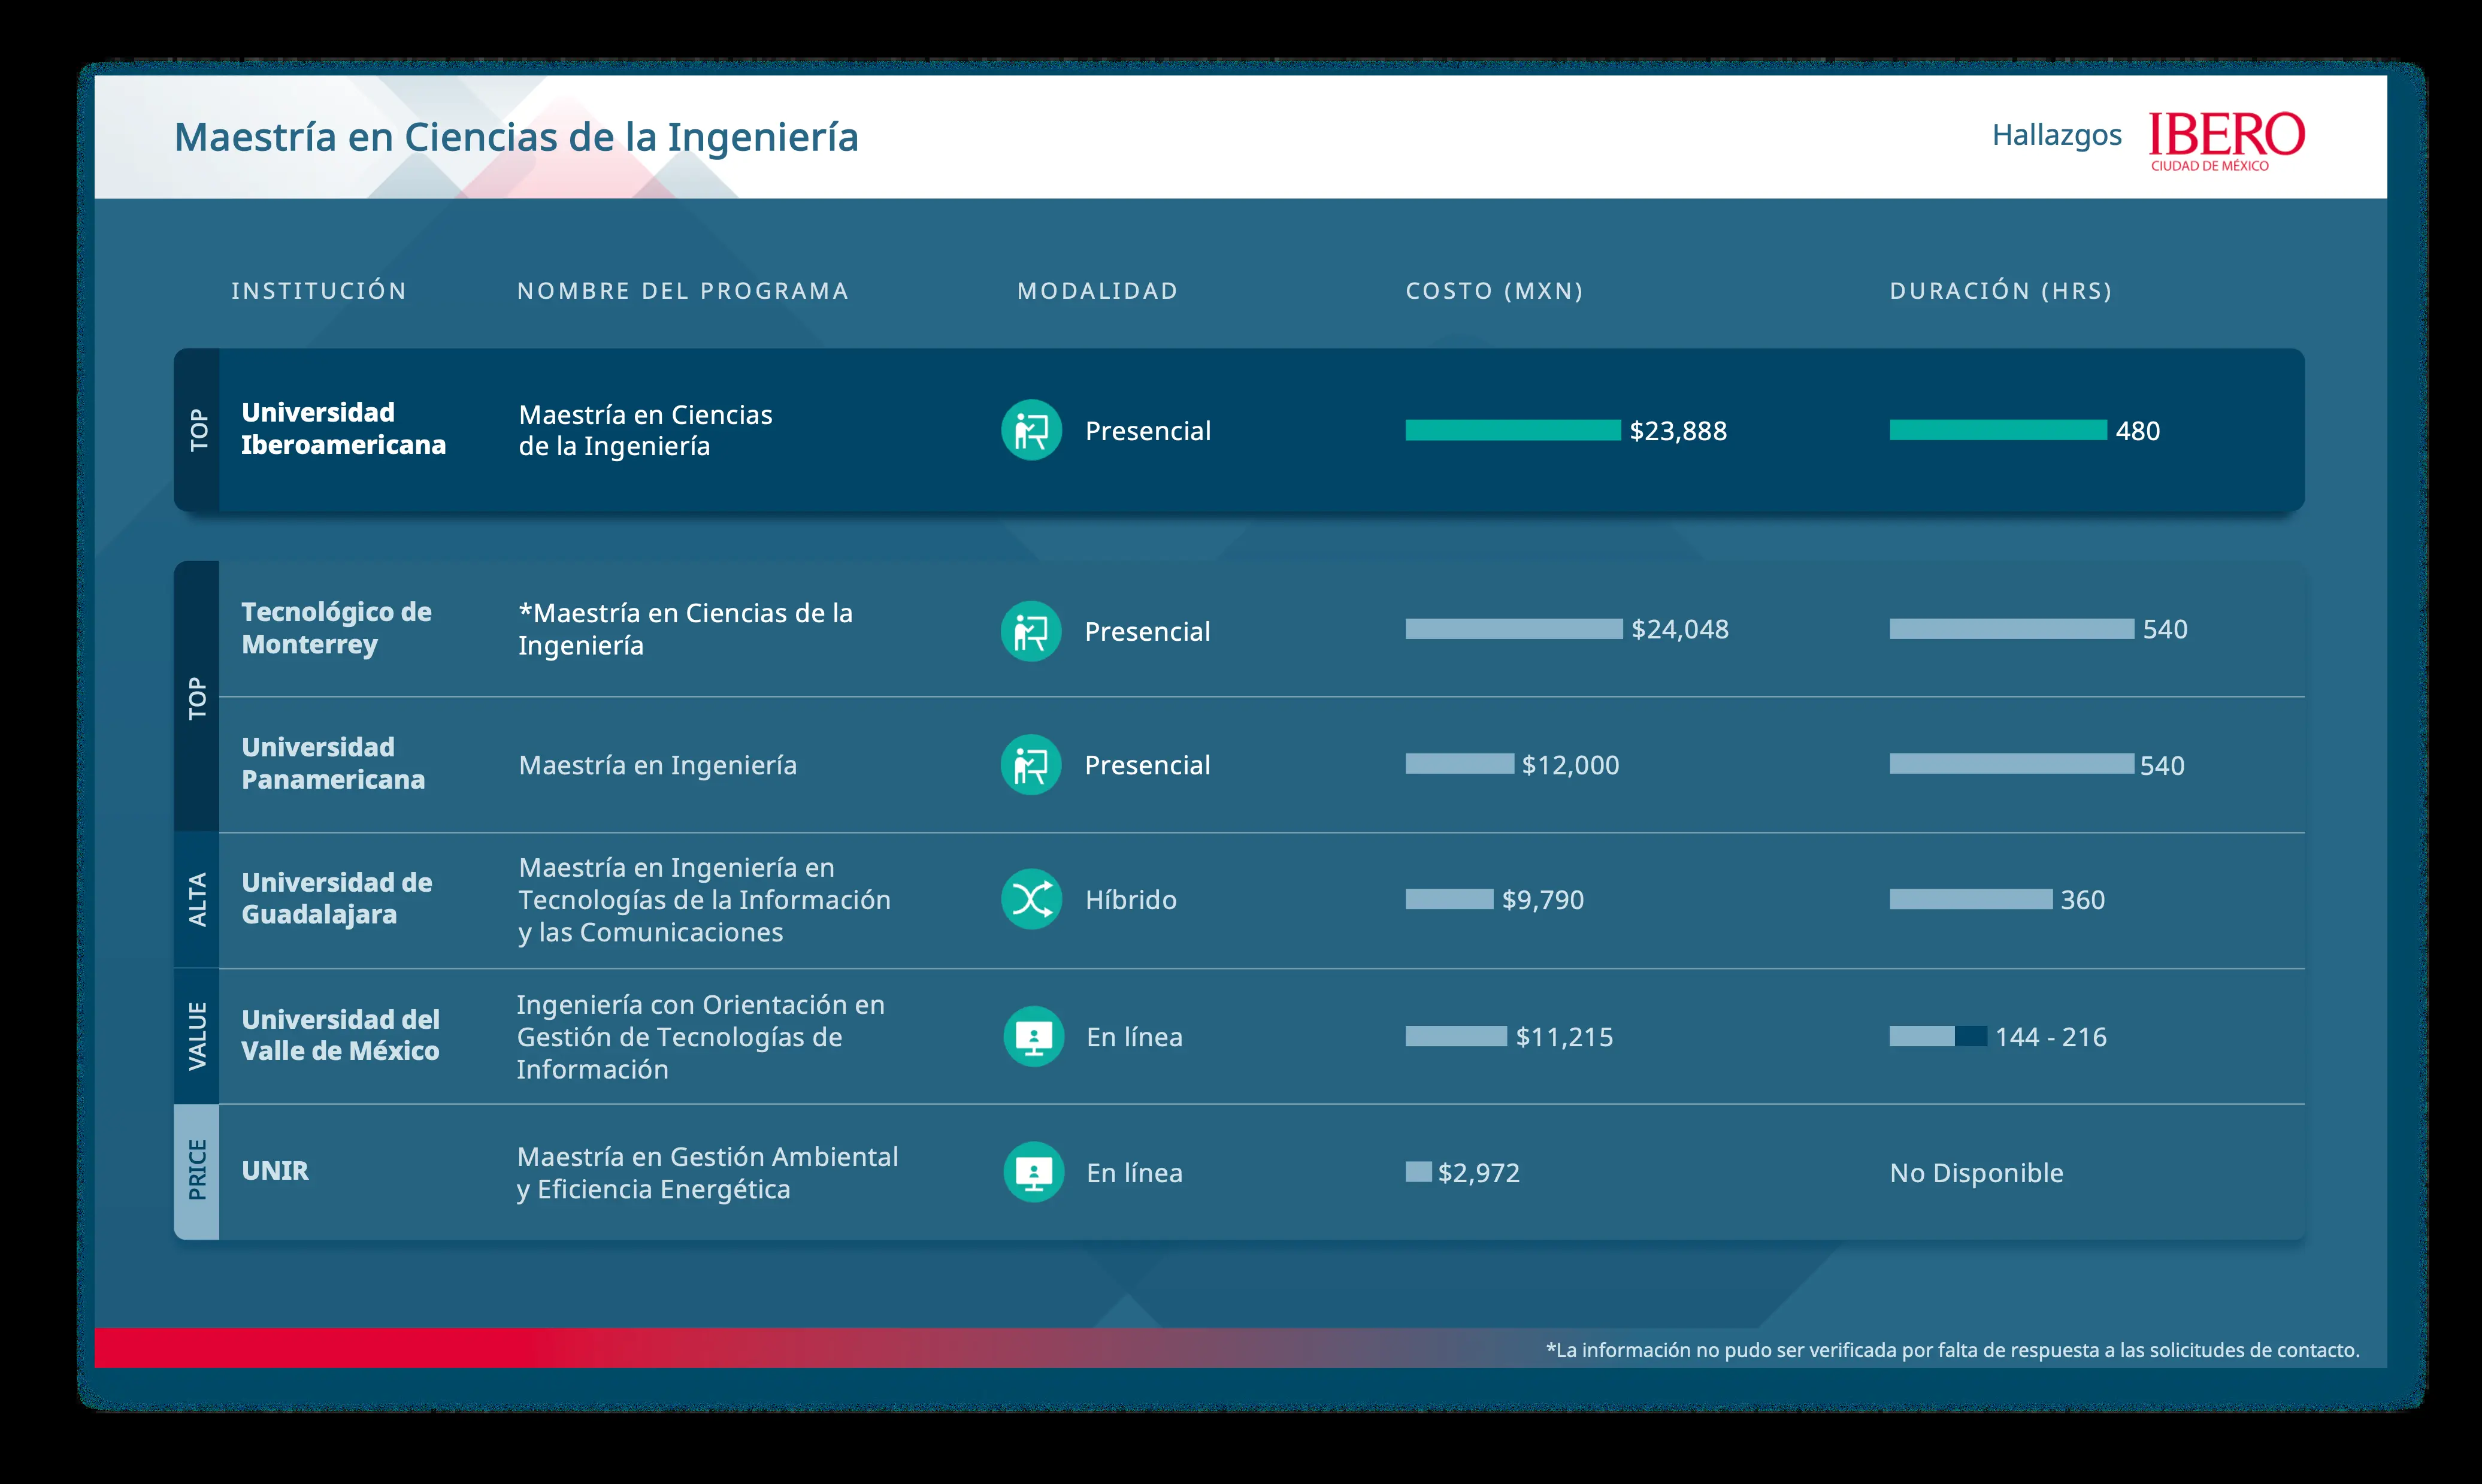 Maestría en Ciencias de la Ingeniería
Hallazgos
IBERO
CIUDAD DE MÉXICO
INSTITUCIÓN
NOMBRE DEL PROGRAMA
MODALIDAD
COSTO (MXN)
DURACIÓN (HRS)
TOP
Universidad
Iberoamericana
Maestría en Ciencias
de la Ingeniería
Presencial
$23,888
480
TOP
Tecnológico de
Monterrey
*Maestría en Ciencias de la
Ingeniería
Presencial
$24,048
540
Universidad
Panamericana
Maestría en Ingeniería
Presencial
$12,000
540
ALTA
Universidad de
Guadalajara
Maestría en Ingeniería en
Tecnologías de la Información
y las Comunicaciones
Híbrido
$9,790
360
VALUE
Universidad del
Valle de México
Ingeniería con Orientación en
Gestión de Tecnologías de
Información
En línea
$11,215
144 - 216
PRICE
UNIR
Maestría en Gestión Ambiental
y Eficiencia Energética
En línea
$2,972
No Disponible
*La información no pudo ser verificada por falta de respuesta a las solicitudes de contacto.